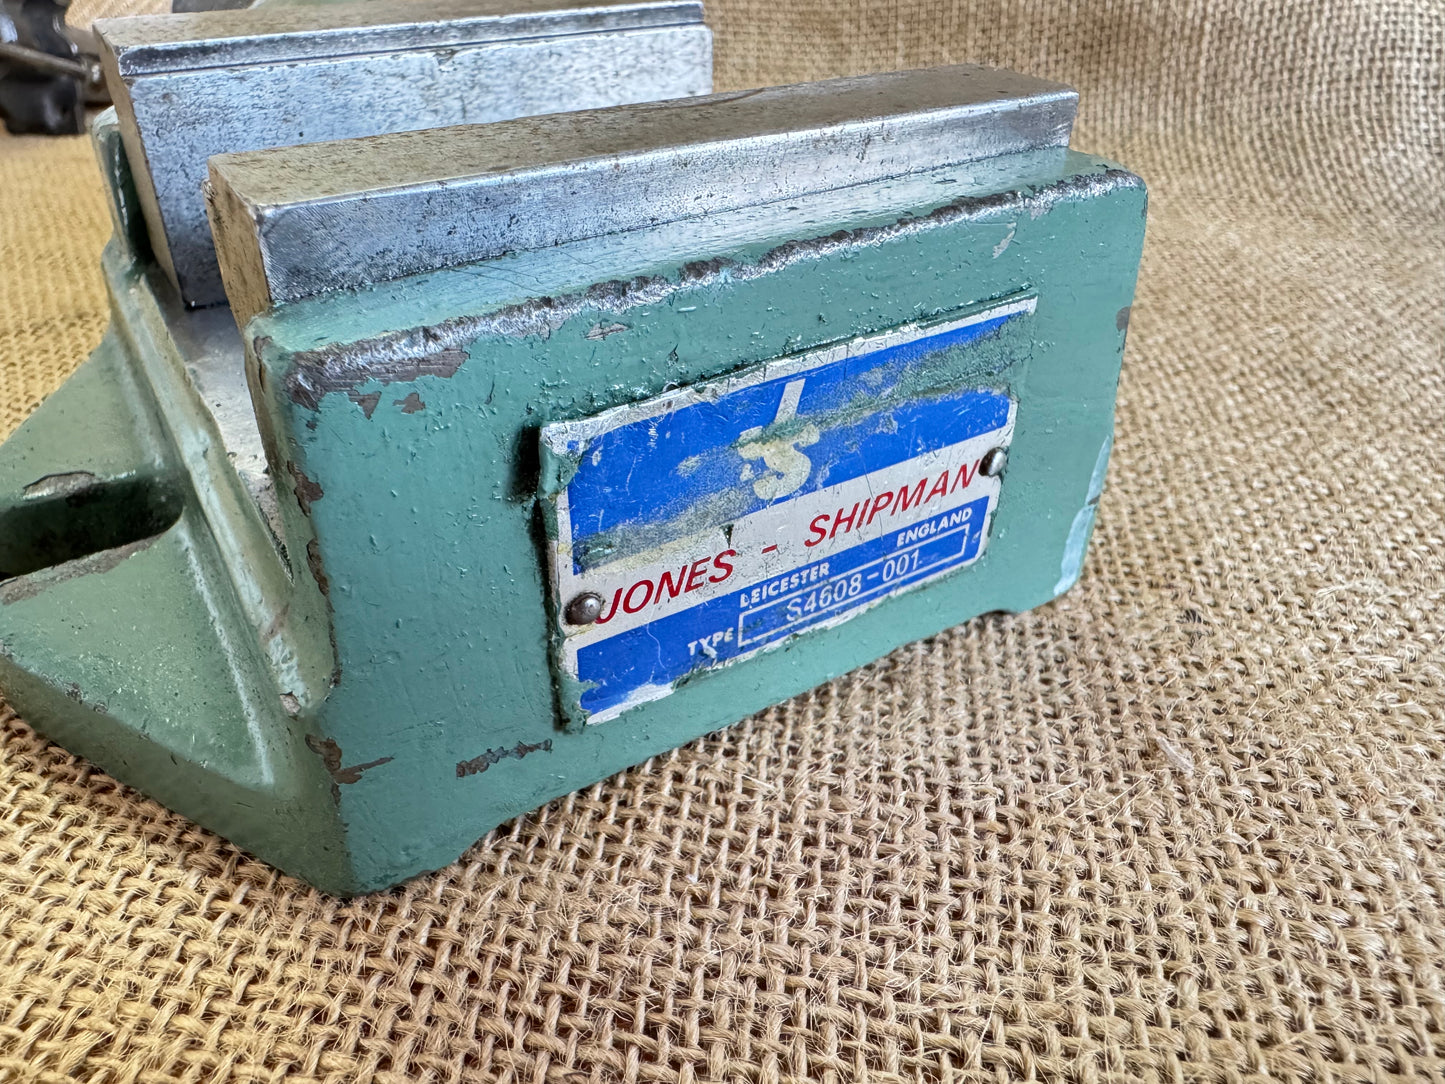 JONES - SHIPMAN
LEICESTER ENGLAND
TYPE S4608-001